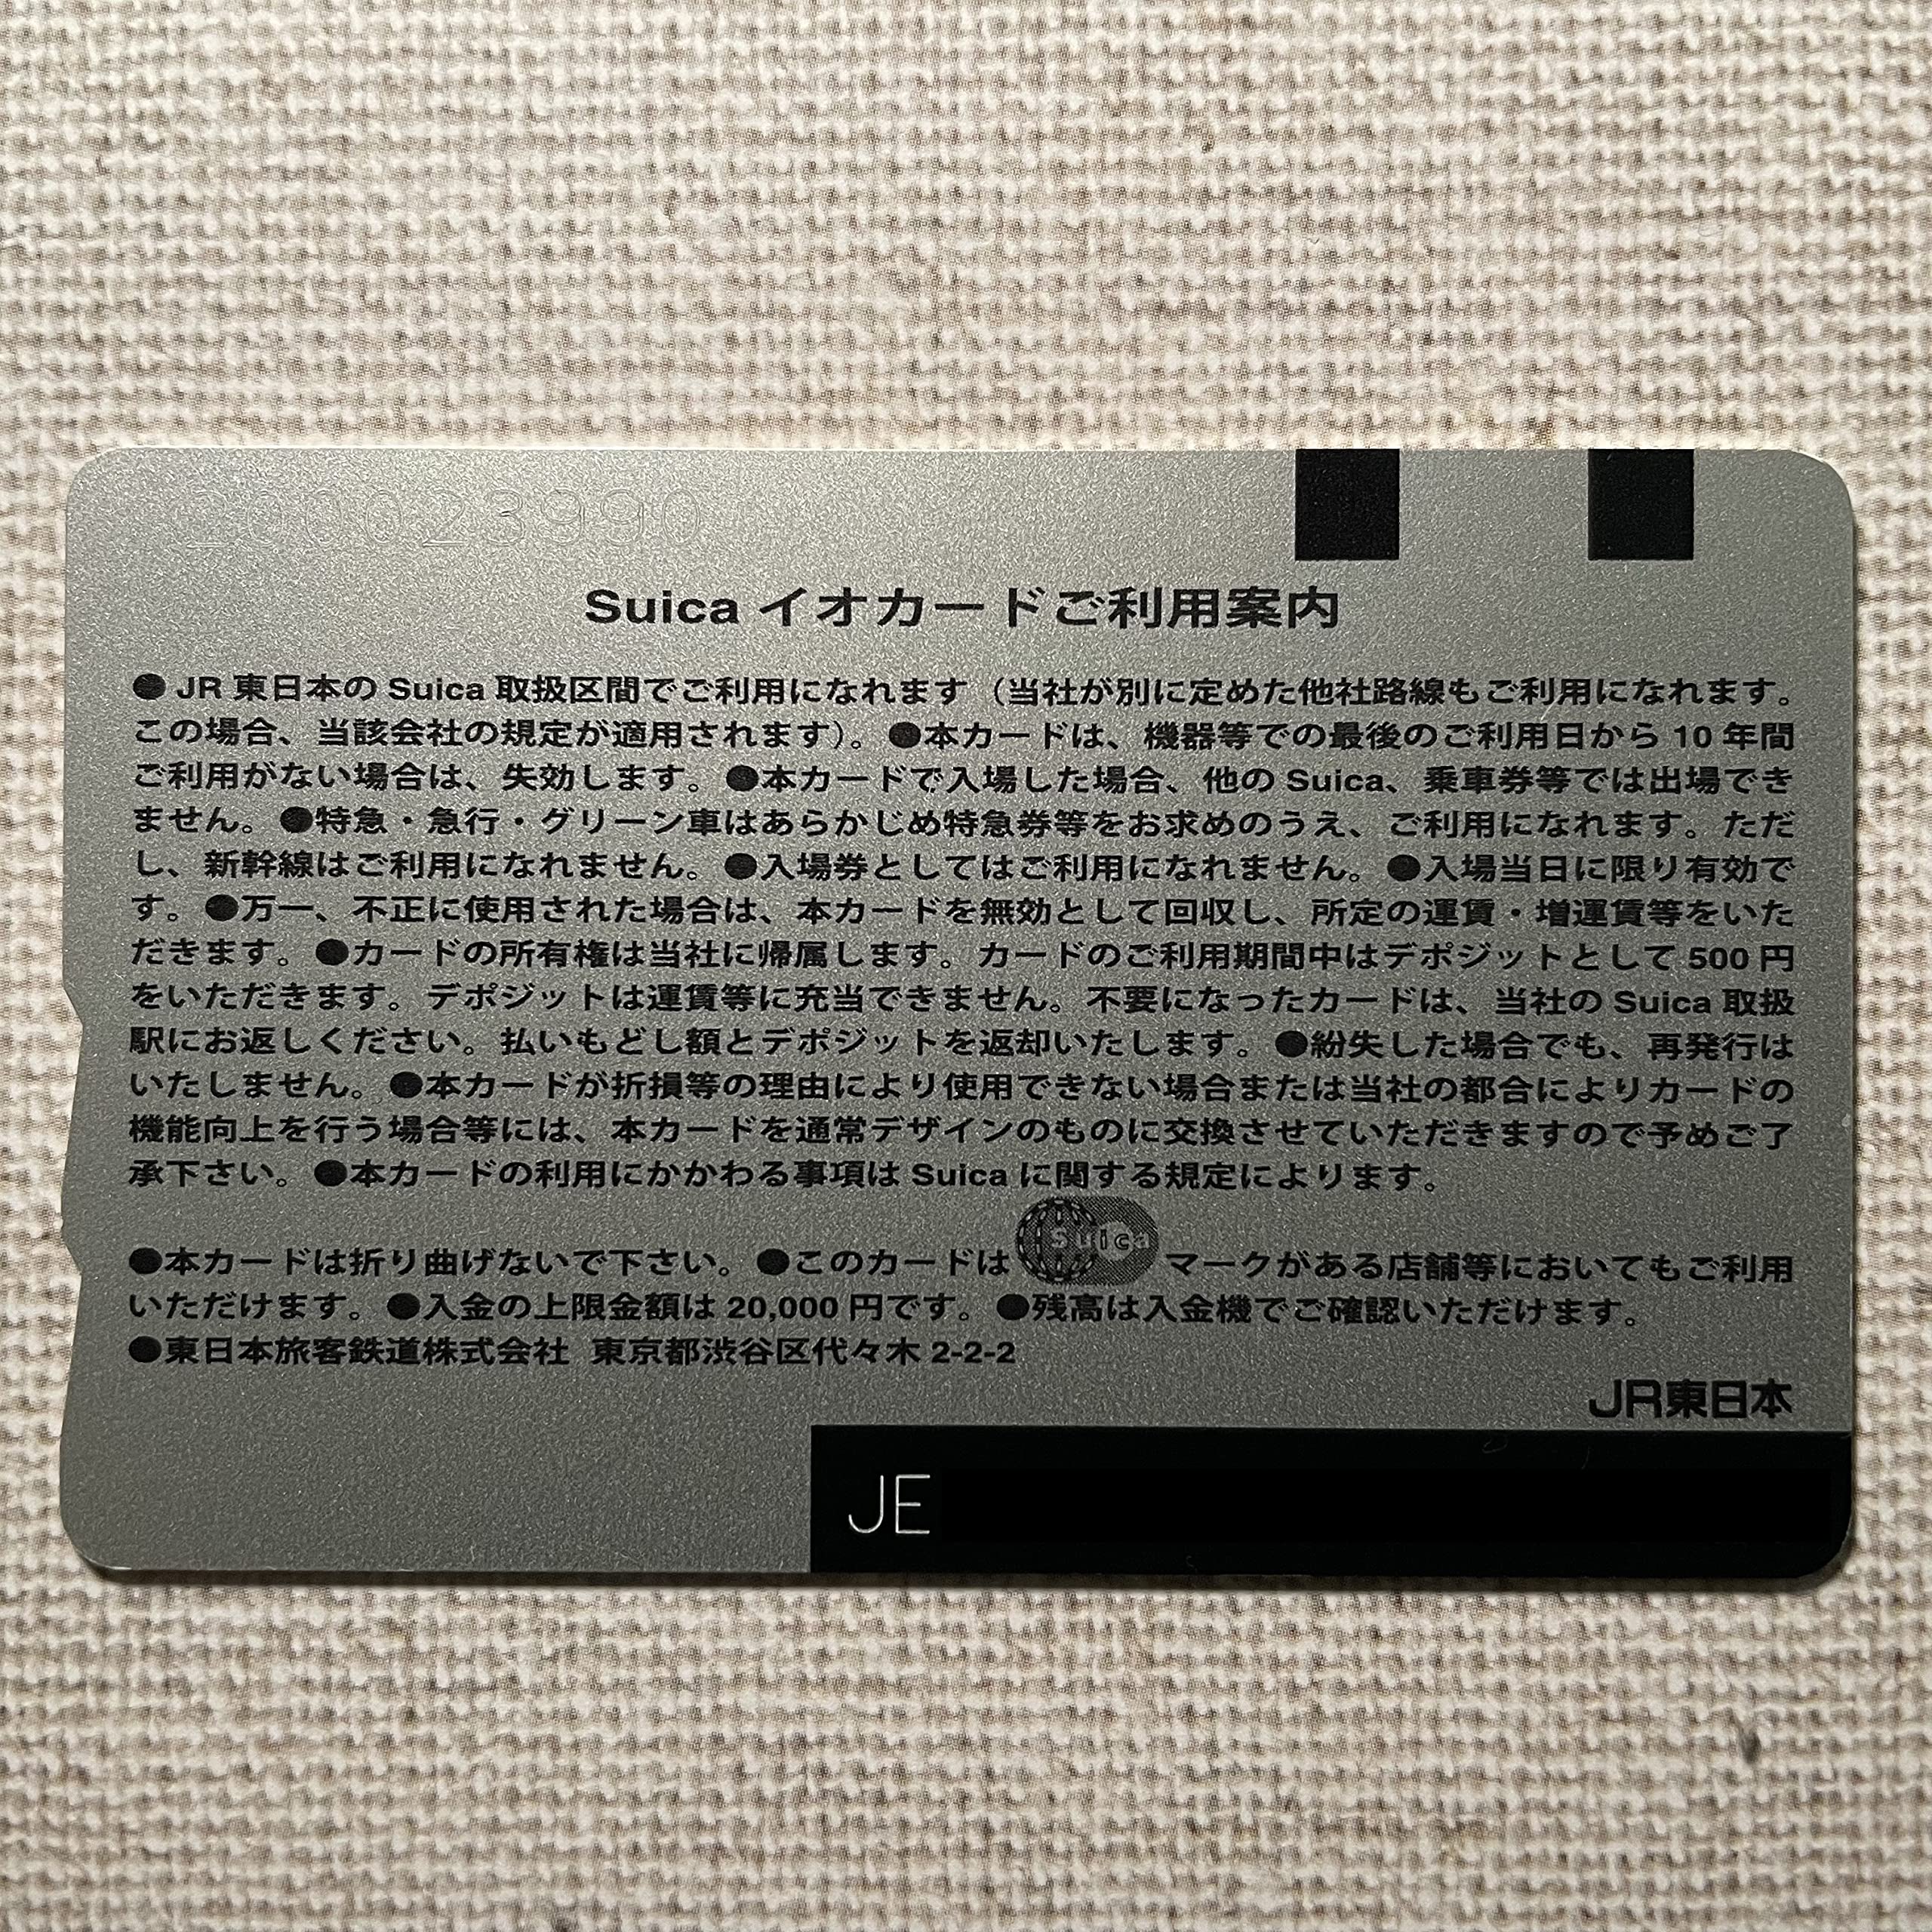 100023990
Suica イオカードご利用案内
●JR 東日本の Suica 取扱区間でご利用になれます（当社が別に定めた他社路線もご利用になれます。
この場合、当該会社の規定が適用されます）。●本カードは、機器等での最後のご利用日から 10 年間
ご利用がない場合は、失効します。●本カードで入場した場合、他の Suica、乗車券等では出場でき
ません。●特急・急行・グリーン車はあらかじめ特急券等をお求めのうえ、ご利用になれます。ただ
し、新幹線はご利用になれません。●入場券としてはご利用になれません。●入場当日に限り有効で
す。●万一、不正に使用された場合は、本カードを無効として回収し、所定の運賃・増運賃等をいた
だきます。●カードの所有権は当社に帰属します。カードのご利用期間中はデポジットとして 500 円
をいただきます。デポジットは運賃等に充当できません。不要になったカードは、当社の Suica 取扱
駅にお返しください。払いもどし額とデポジットを返却いたします。●紛失した場合でも、再発行は
いたしません。●本カードが折損等の理由により使用できない場合または当社の都合によりカードの
機能向上を行う場合等には、本カードを通常デザインのものに交換させていただきますので予めご了
承下さい。●本カードの利用にかかわる事項は Suica に関する規定によります。
●本カードは折り曲げないで下さい。●このカードは Suica マークがある店舗等においてもご利用
いただけます。●入金の上限金額は 20,000 円です。●残高は入金機でご確認いただけます。
●東日本旅客鉄道株式会社 東京都渋谷区代々木 2-2-2
JR東日本
JE